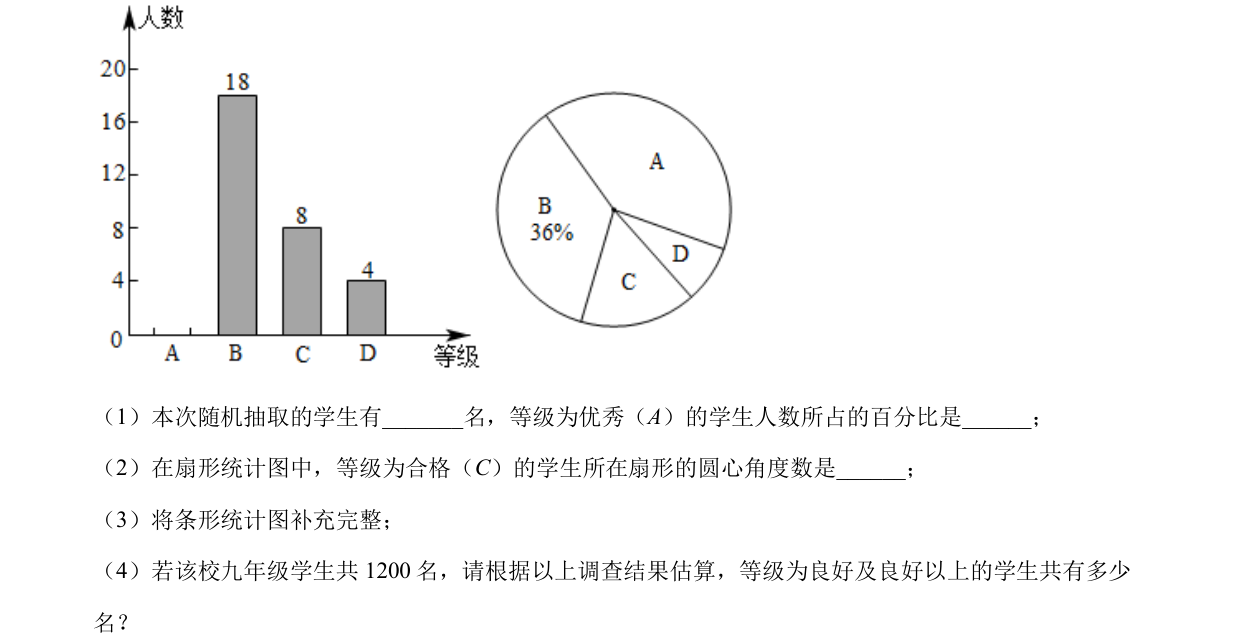 人数
20
18
16
12
8
8
4
4
0
A B C D
等级
A
B
36%
D
C
（1）本次随机抽取的学生有_______名，等级为优秀（A）的学生人数所占的百分比是______；
（2）在扇形统计图中，等级为合格（C）的学生所在扇形的圆心角度数是______；
（3）将条形统计图补充完整；
（4）若该校九年级学生共 1200 名，请根据以上调查结果估算，等级为良好及良好以上的学生共有多少
名？